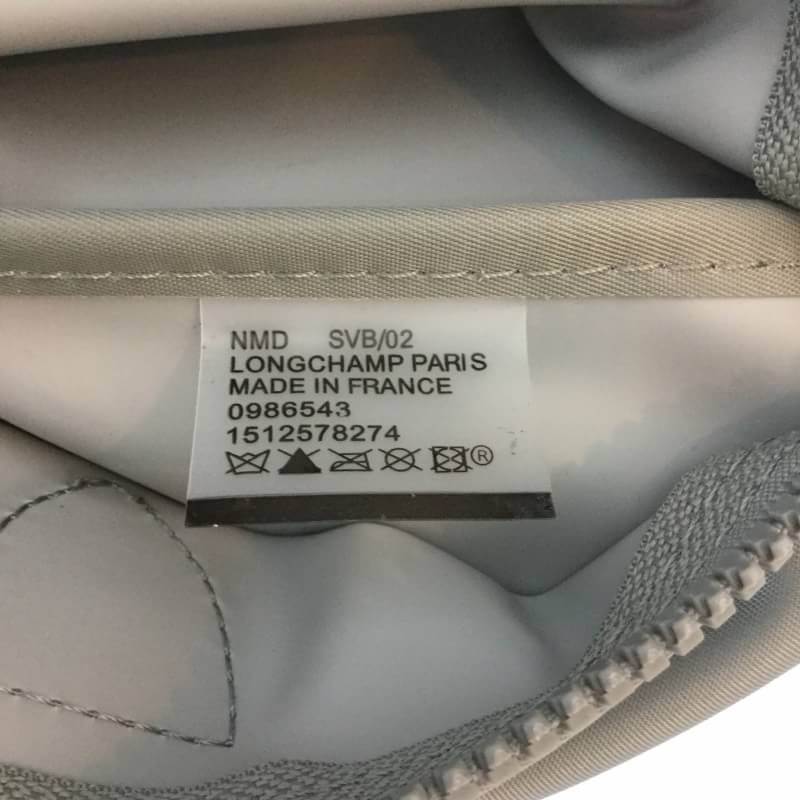 NMD SVB/02
LONGCHAMP PARIS
MADE IN FRANCE
0986543
1512578274
®